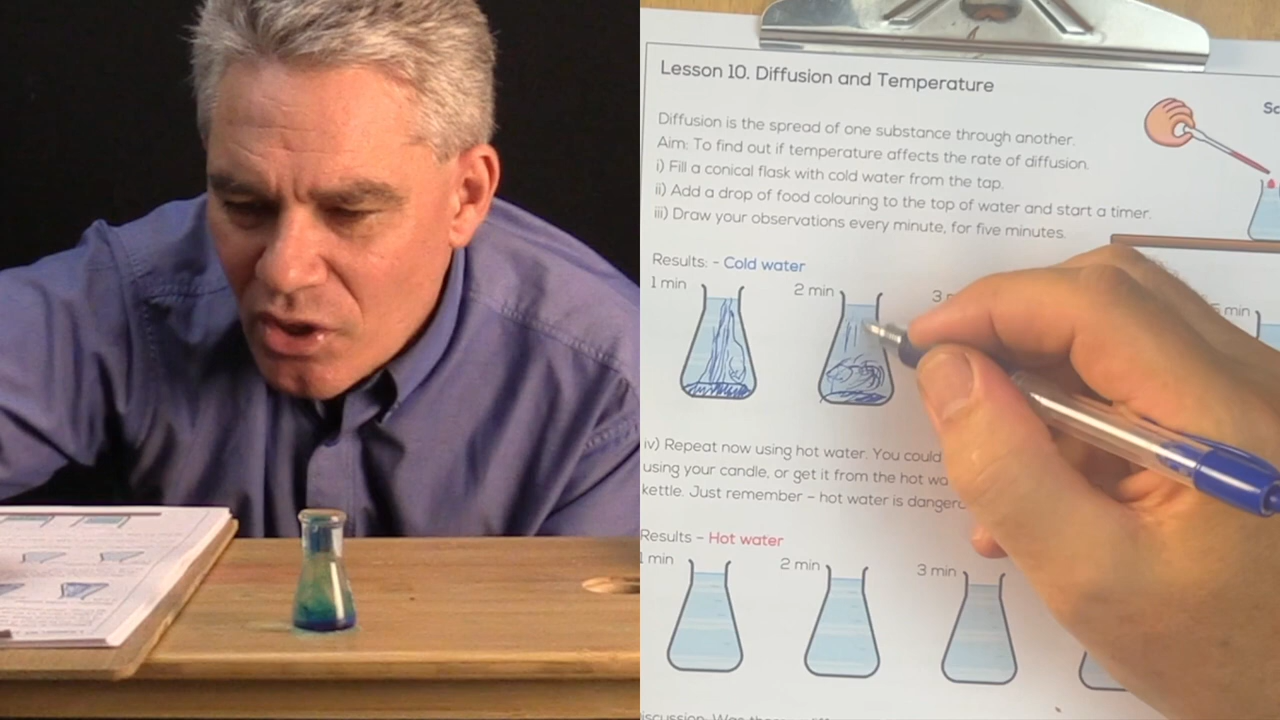 Lesson 10. Diffusion and Temperature
Diffusion is the spread of one substance through another.
Aim: To find out if temperature affects the rate of diffusion.
i) Fill a conical flask with cold water from the tap.
ii) Add a drop of food colouring to the top of water and start a timer.
iii) Draw your observations every minute, for five minutes.
Results: - Cold water
1 min 2 min 3 min
iv) Repeat now using hot water. You could
using your candle, or get it from the hot
kettle. Just remember – hot water is
Results – Hot water
1 min 2 min 3 min